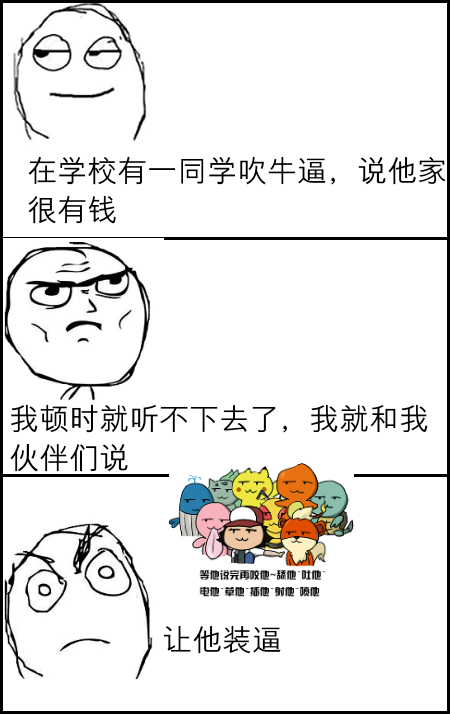 在学校有一同学吹牛逼，说他家
很有钱
我顿时就听不下去了，我就和我
伙伴们说
等他说完再咬他~舔他~吐他~
电他~草他~插他~射他~喷他
让他装逼